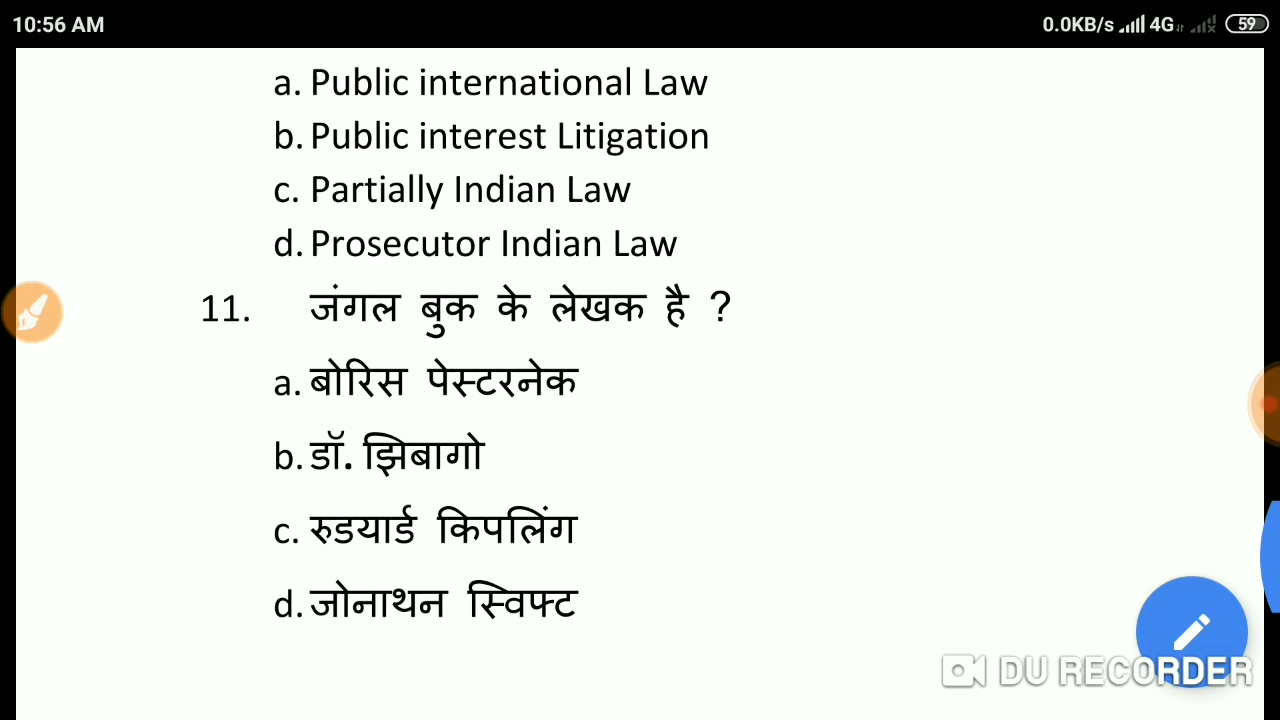 10:56 AM 0.0KB/s 4G 59
a. Public international Law
b. Public interest Litigation
c. Partially Indian Law
d. Prosecutor Indian Law
11. जंगल बुक के लेखक है ?
a. बोरिस पेस्टरनेक
b. डॉ. झिबागो
c. रुडयार्ड किपलिंग
d. जोनाथन स्विफ्ट
DU RECORDER